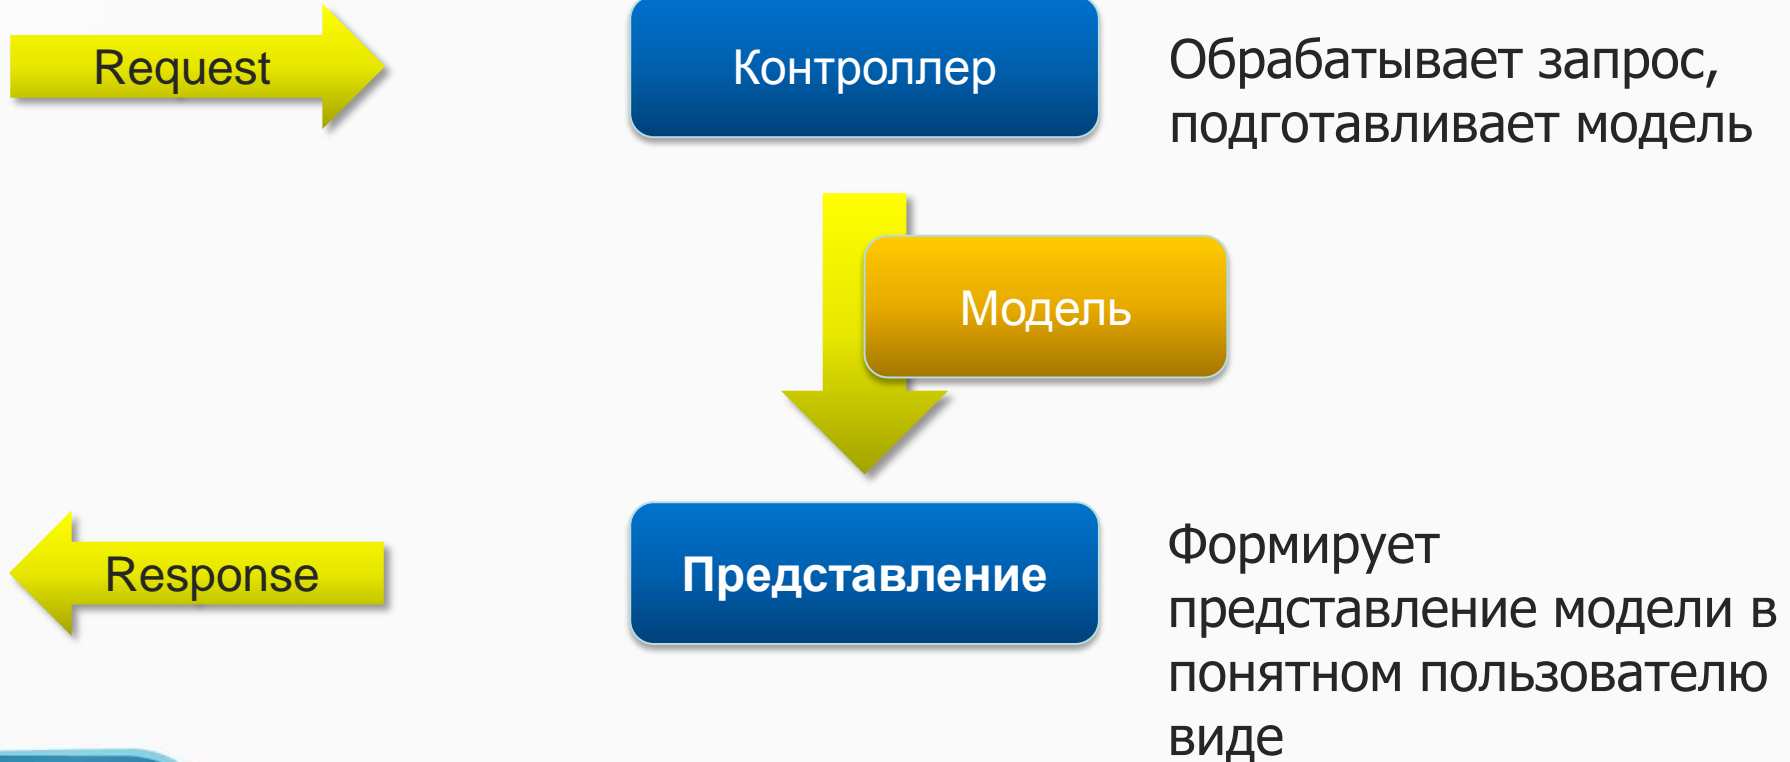 Request
Контроллер
Обрабатывает запрос,
подготавливает модель
Модель
Response
Представление
Формирует
представление модели в
понятном пользователю
виде